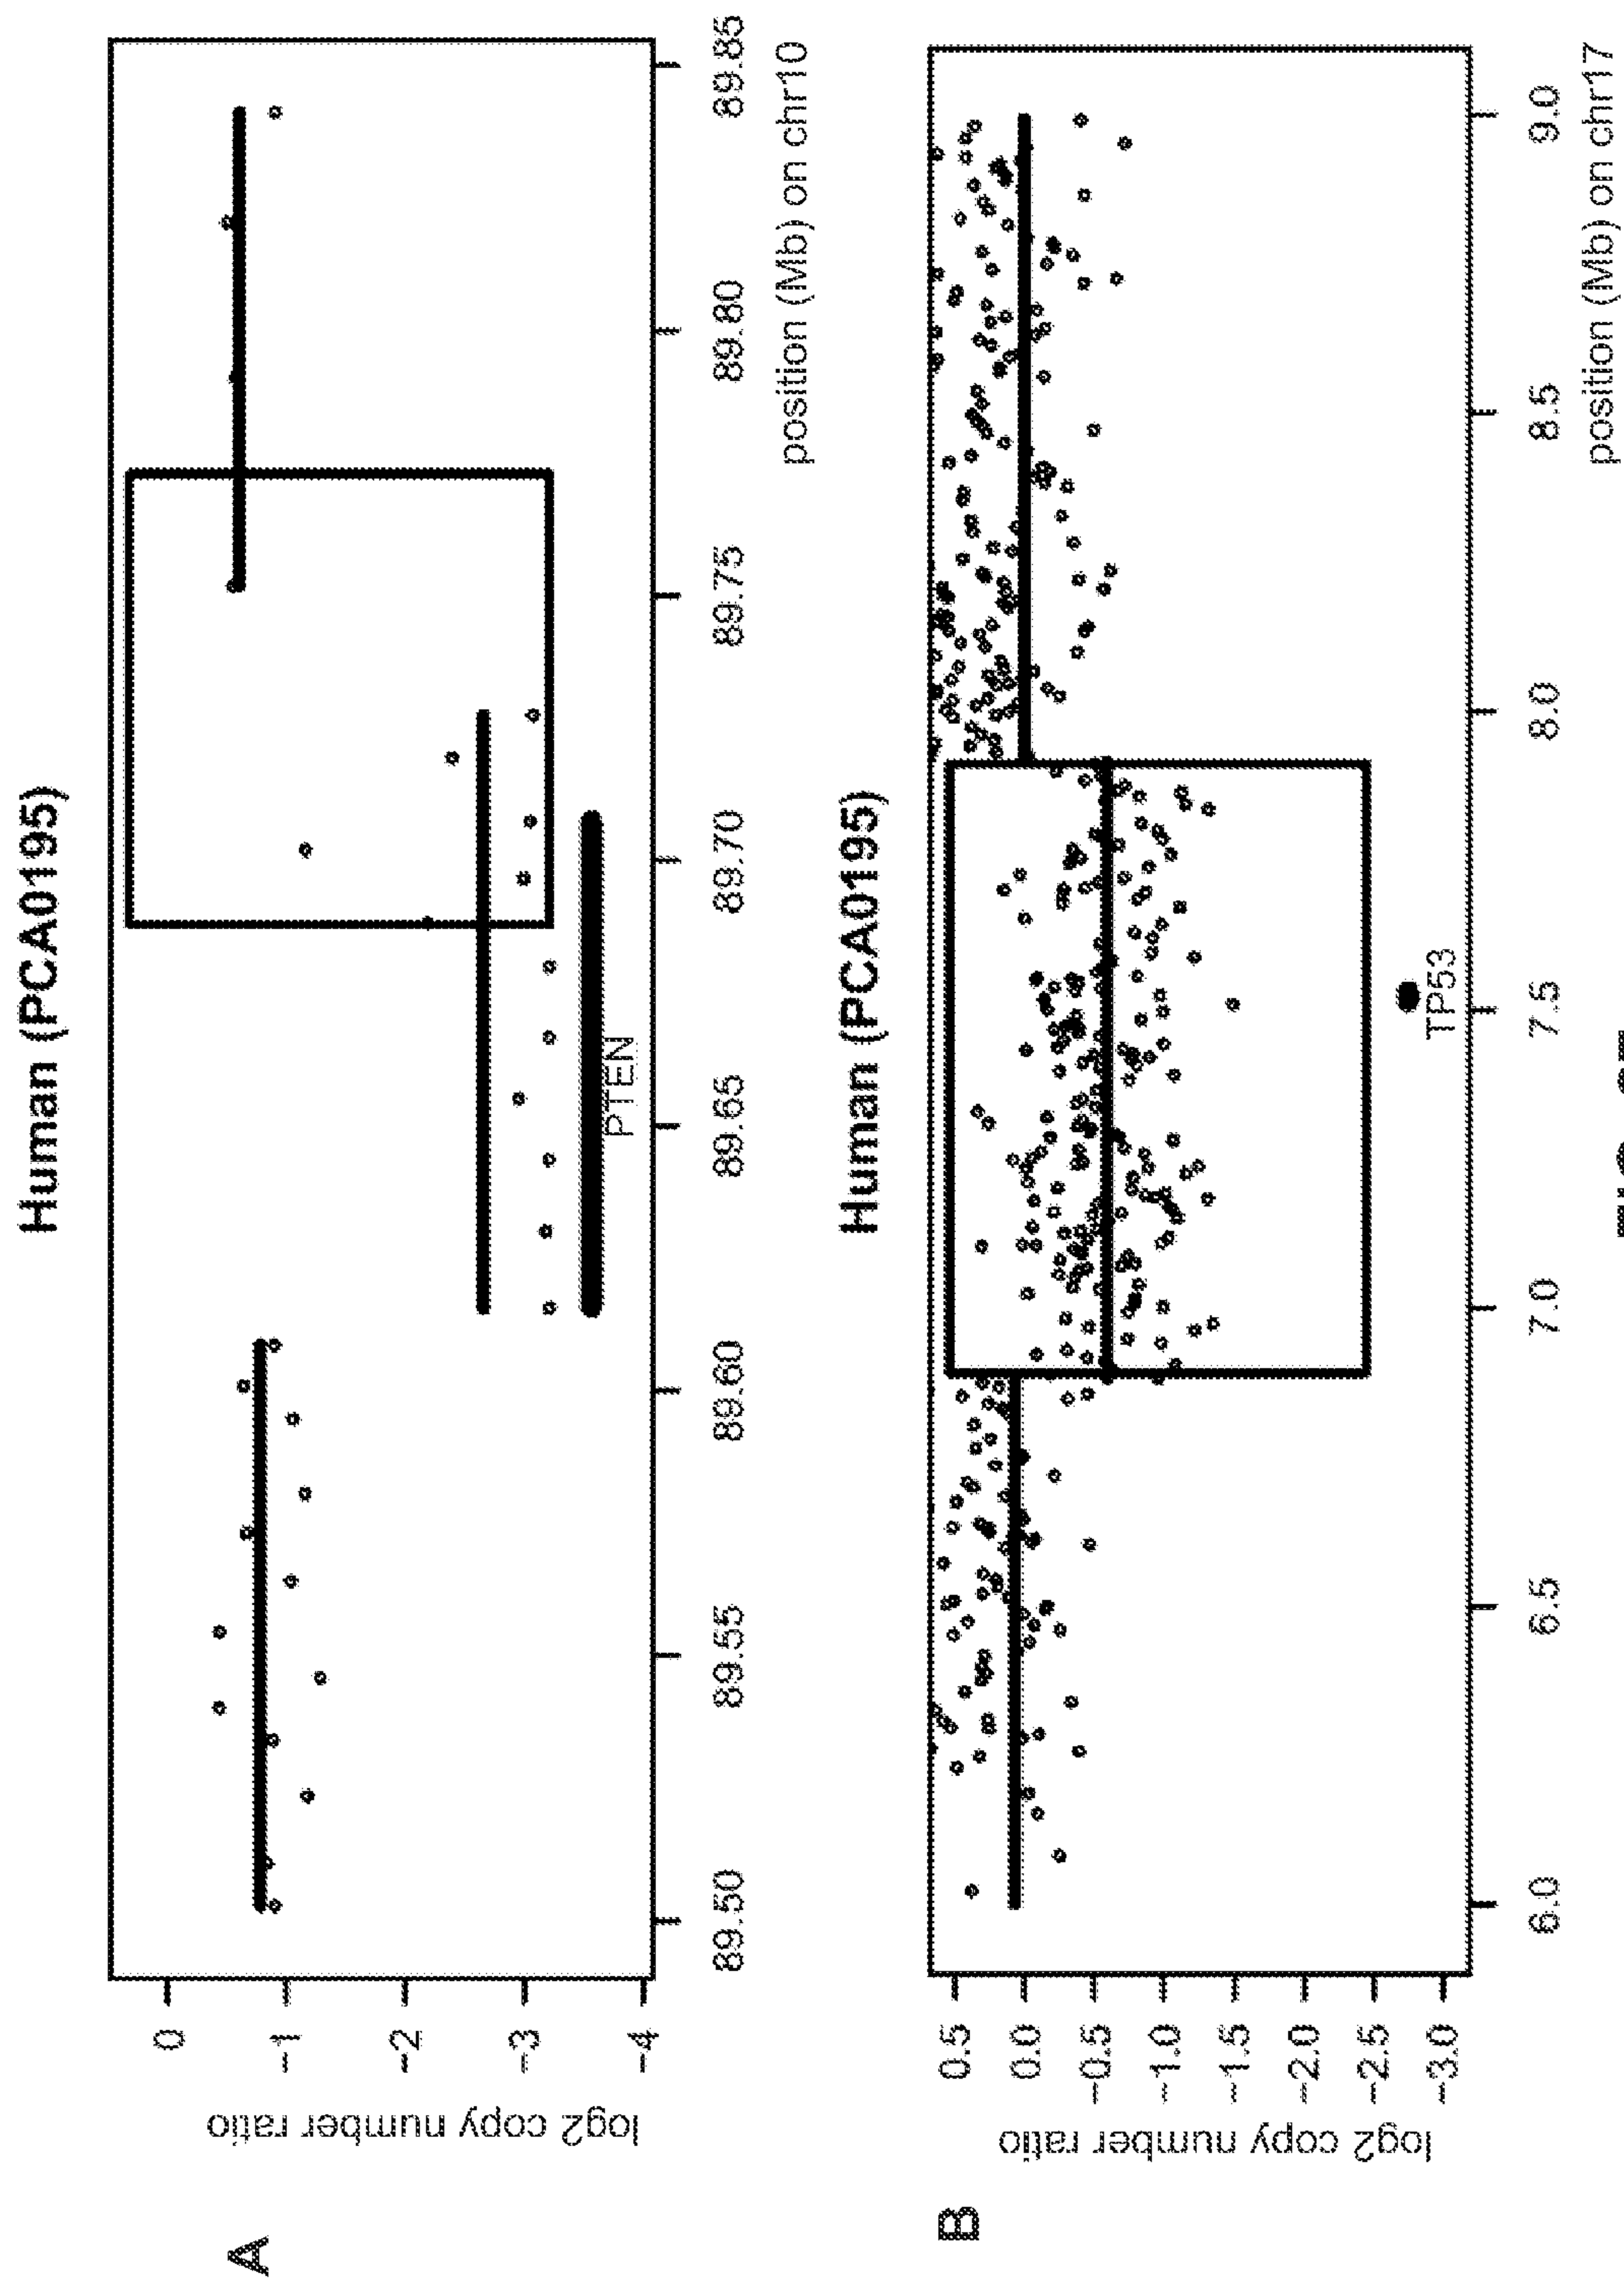 A
Human (PCA0195)
log2 copy number ratio
0
-1
-2
-3
-4
PTEN
89.50
89.55
89.60
89.65
89.70
89.75
89.80
89.85
position (Mb) on chr10
B
Human (PCA0195)
log2 copy number ratio
0.5
0.0
-0.5
-1.0
-1.5
-2.0
-2.5
-3.0
TP53
6.0
6.5
7.0
7.5
8.0
8.5
9.0
position (Mb) on chr17